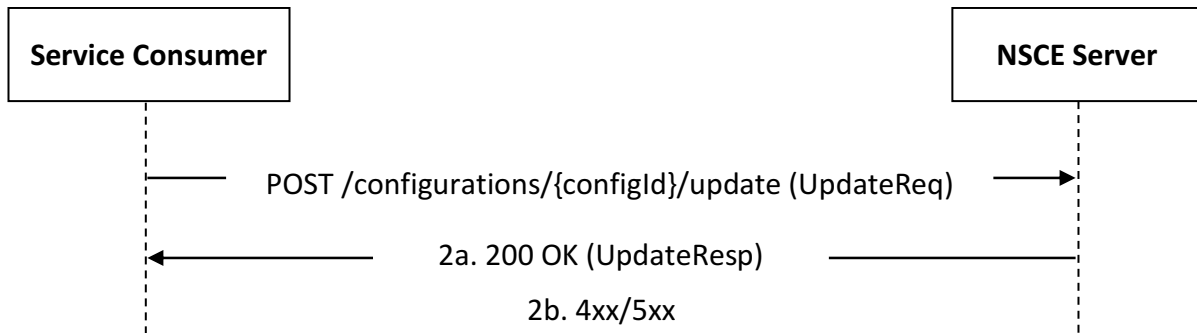 Service Consumer
NSCE Server
POST /configurations/{configId}/update (UpdateReq)
2a. 200 OK (UpdateResp)
2b. 4xx/5xx